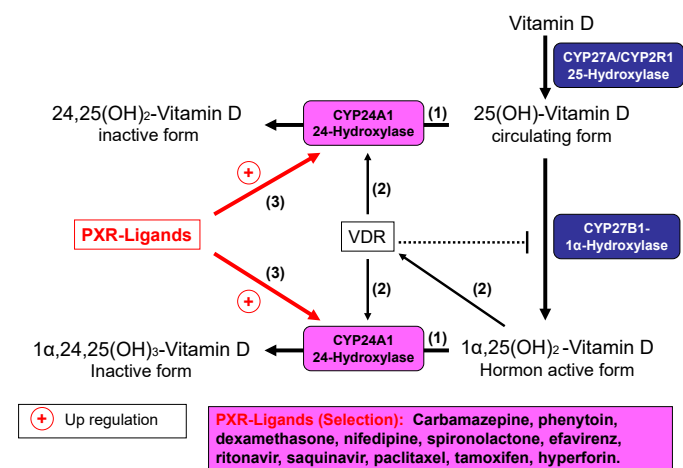 Vitamin D
CYP27A/CYP2R1
25-Hydroxylase
24,25(OH)₂-Vitamin D
inactive form
CYP24A1
24-Hydroxylase
(1)
25(OH)-Vitamin D
circulating form
+
(3)
(2)
PXR-Ligands
VDR
CYP27B1-
1α-Hydroxylase
(3)
+
(2)
(2)
1α,24,25(OH)₃-Vitamin D
Inactive form
CYP24A1
24-Hydroxylase
(1)
1α,25(OH)₂ -Vitamin D
Hormon active form
+ Up regulation
PXR-Ligands (Selection): Carbamazepine, phenytoin,
dexamethasone, nifedipine, spironolactone, efavirenz,
ritonavir, saquinavir, paclitaxel, tamoxifen, hyperforin.